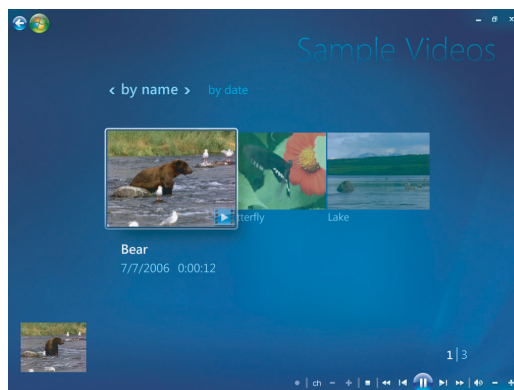 Sample Videos
‹ by name › by date
tterfly
Lake
Bear
7/7/2006 0:00:12
1 | 3
ch